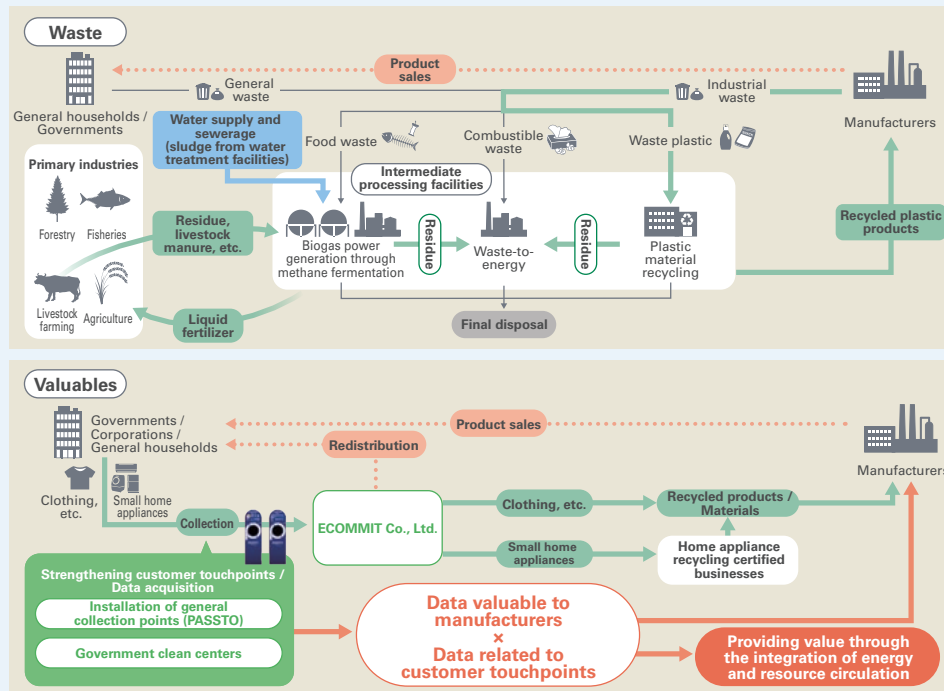 Waste
Product
sales
General
waste
Industrial
waste
General households /
Governments
Manufacturers
Water supply and
sewerage
(sludge from water
treatment facilities)
Food waste
Combustible
waste
Waste plastic
Primary industries
Forestry
Fisheries
Livestock
farming
Agriculture
Intermediate
processing facilities
Residue,
livestock
manure, etc.
Biogas power
generation through
methane fermentation
Residue
Waste-to-
energy
Residue
Plastic
material
recycling
Recycled plastic
products
Liquid
fertilizer
Final disposal
Valuables
Governments /
Corporations /
General households
Product sales
Redistribution
Manufacturers
Clothing,
etc.
Small home
appliances
Collection
ECOMMIT Co., Ltd.
Clothing, etc.
Recycled products /
Materials
Small home
appliances
Home appliance
recycling certified
businesses
Strengthening customer touchpoints /
Data acquisition
Installation of general
collection points (PASSTO)
Government clean centers
Data valuable to
manufacturers
×
Data related to
customer touchpoints
Providing value through
the integration of energy
and resource circulation